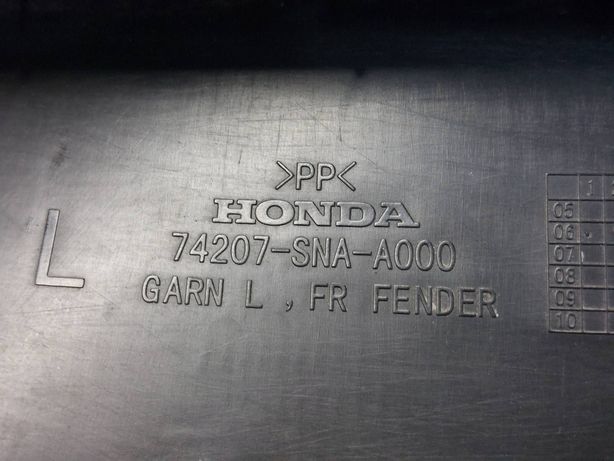 >PP<
HONDA
L
74207-SNA-A000
GARN L , FR FENDER
1
05
06
07
08
09
10